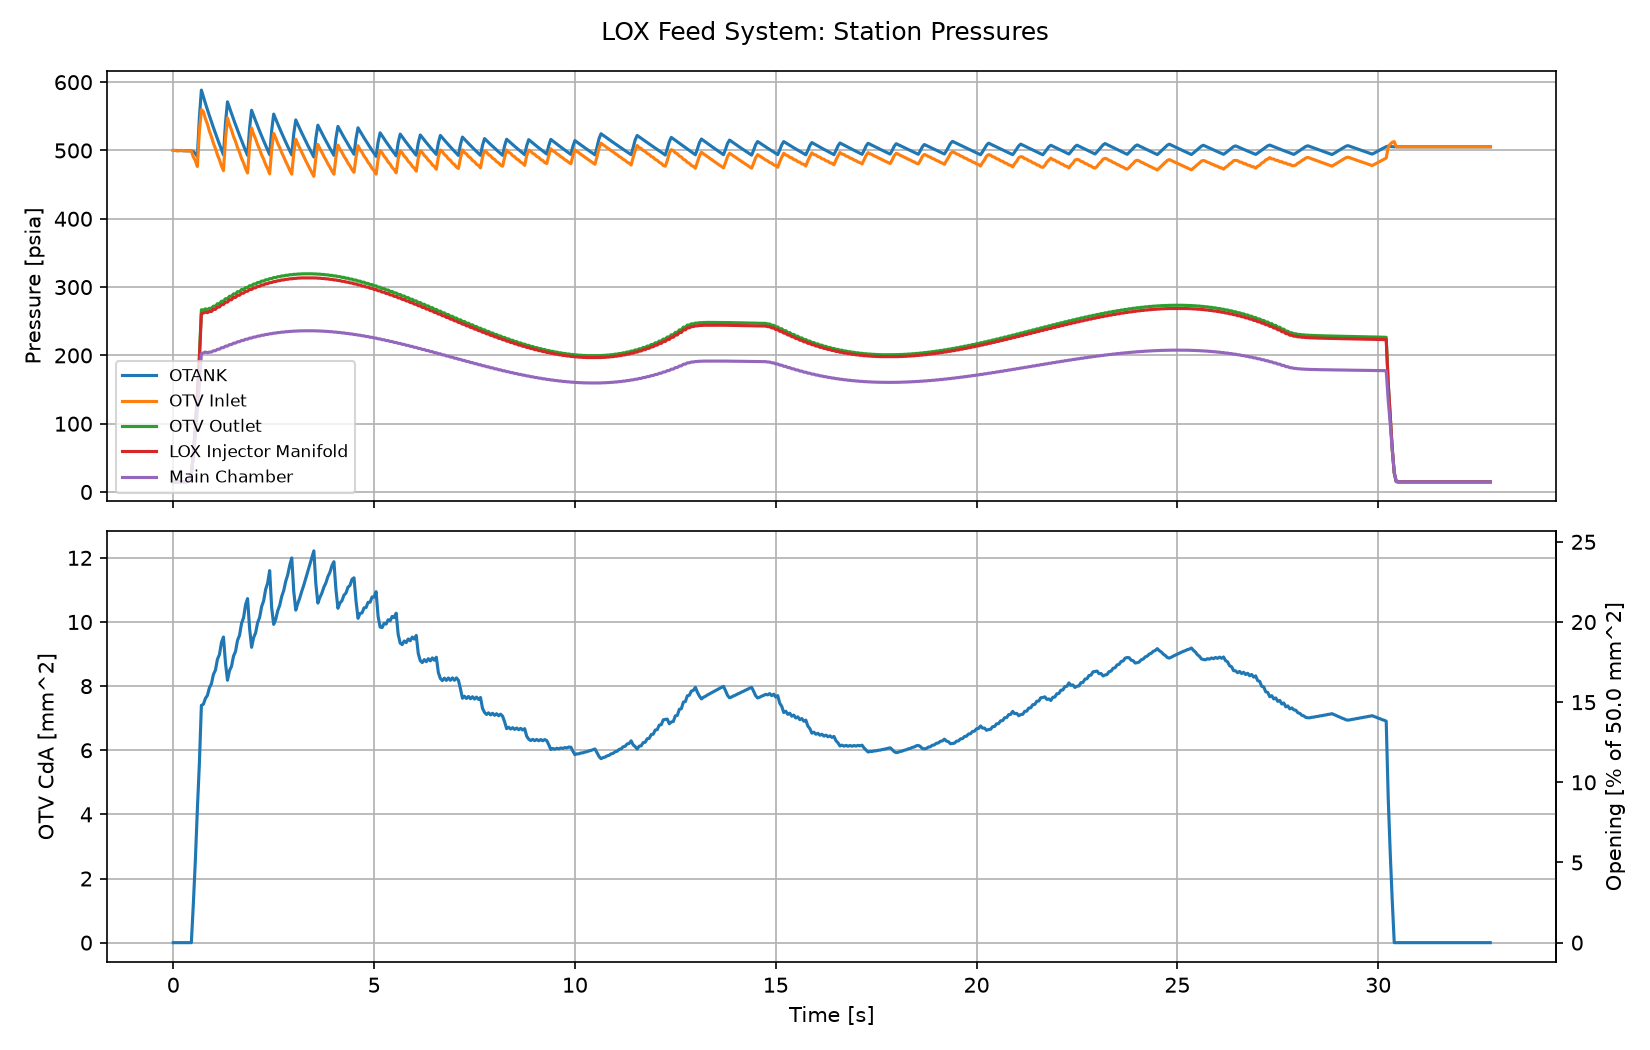 LOX Feed System: Station Pressures
Pressure [psia]
600
500
400
300
200
100
0
OTANK
OTV Inlet
OTV Outlet
LOX Injector Manifold
Main Chamber
OTV CdA [mm^2]
12
10
8
6
4
2
0
25
20
15
10
5
0
Opening [% of 50.0 mm^2]
0
5
10
15
20
25
30
Time [s]